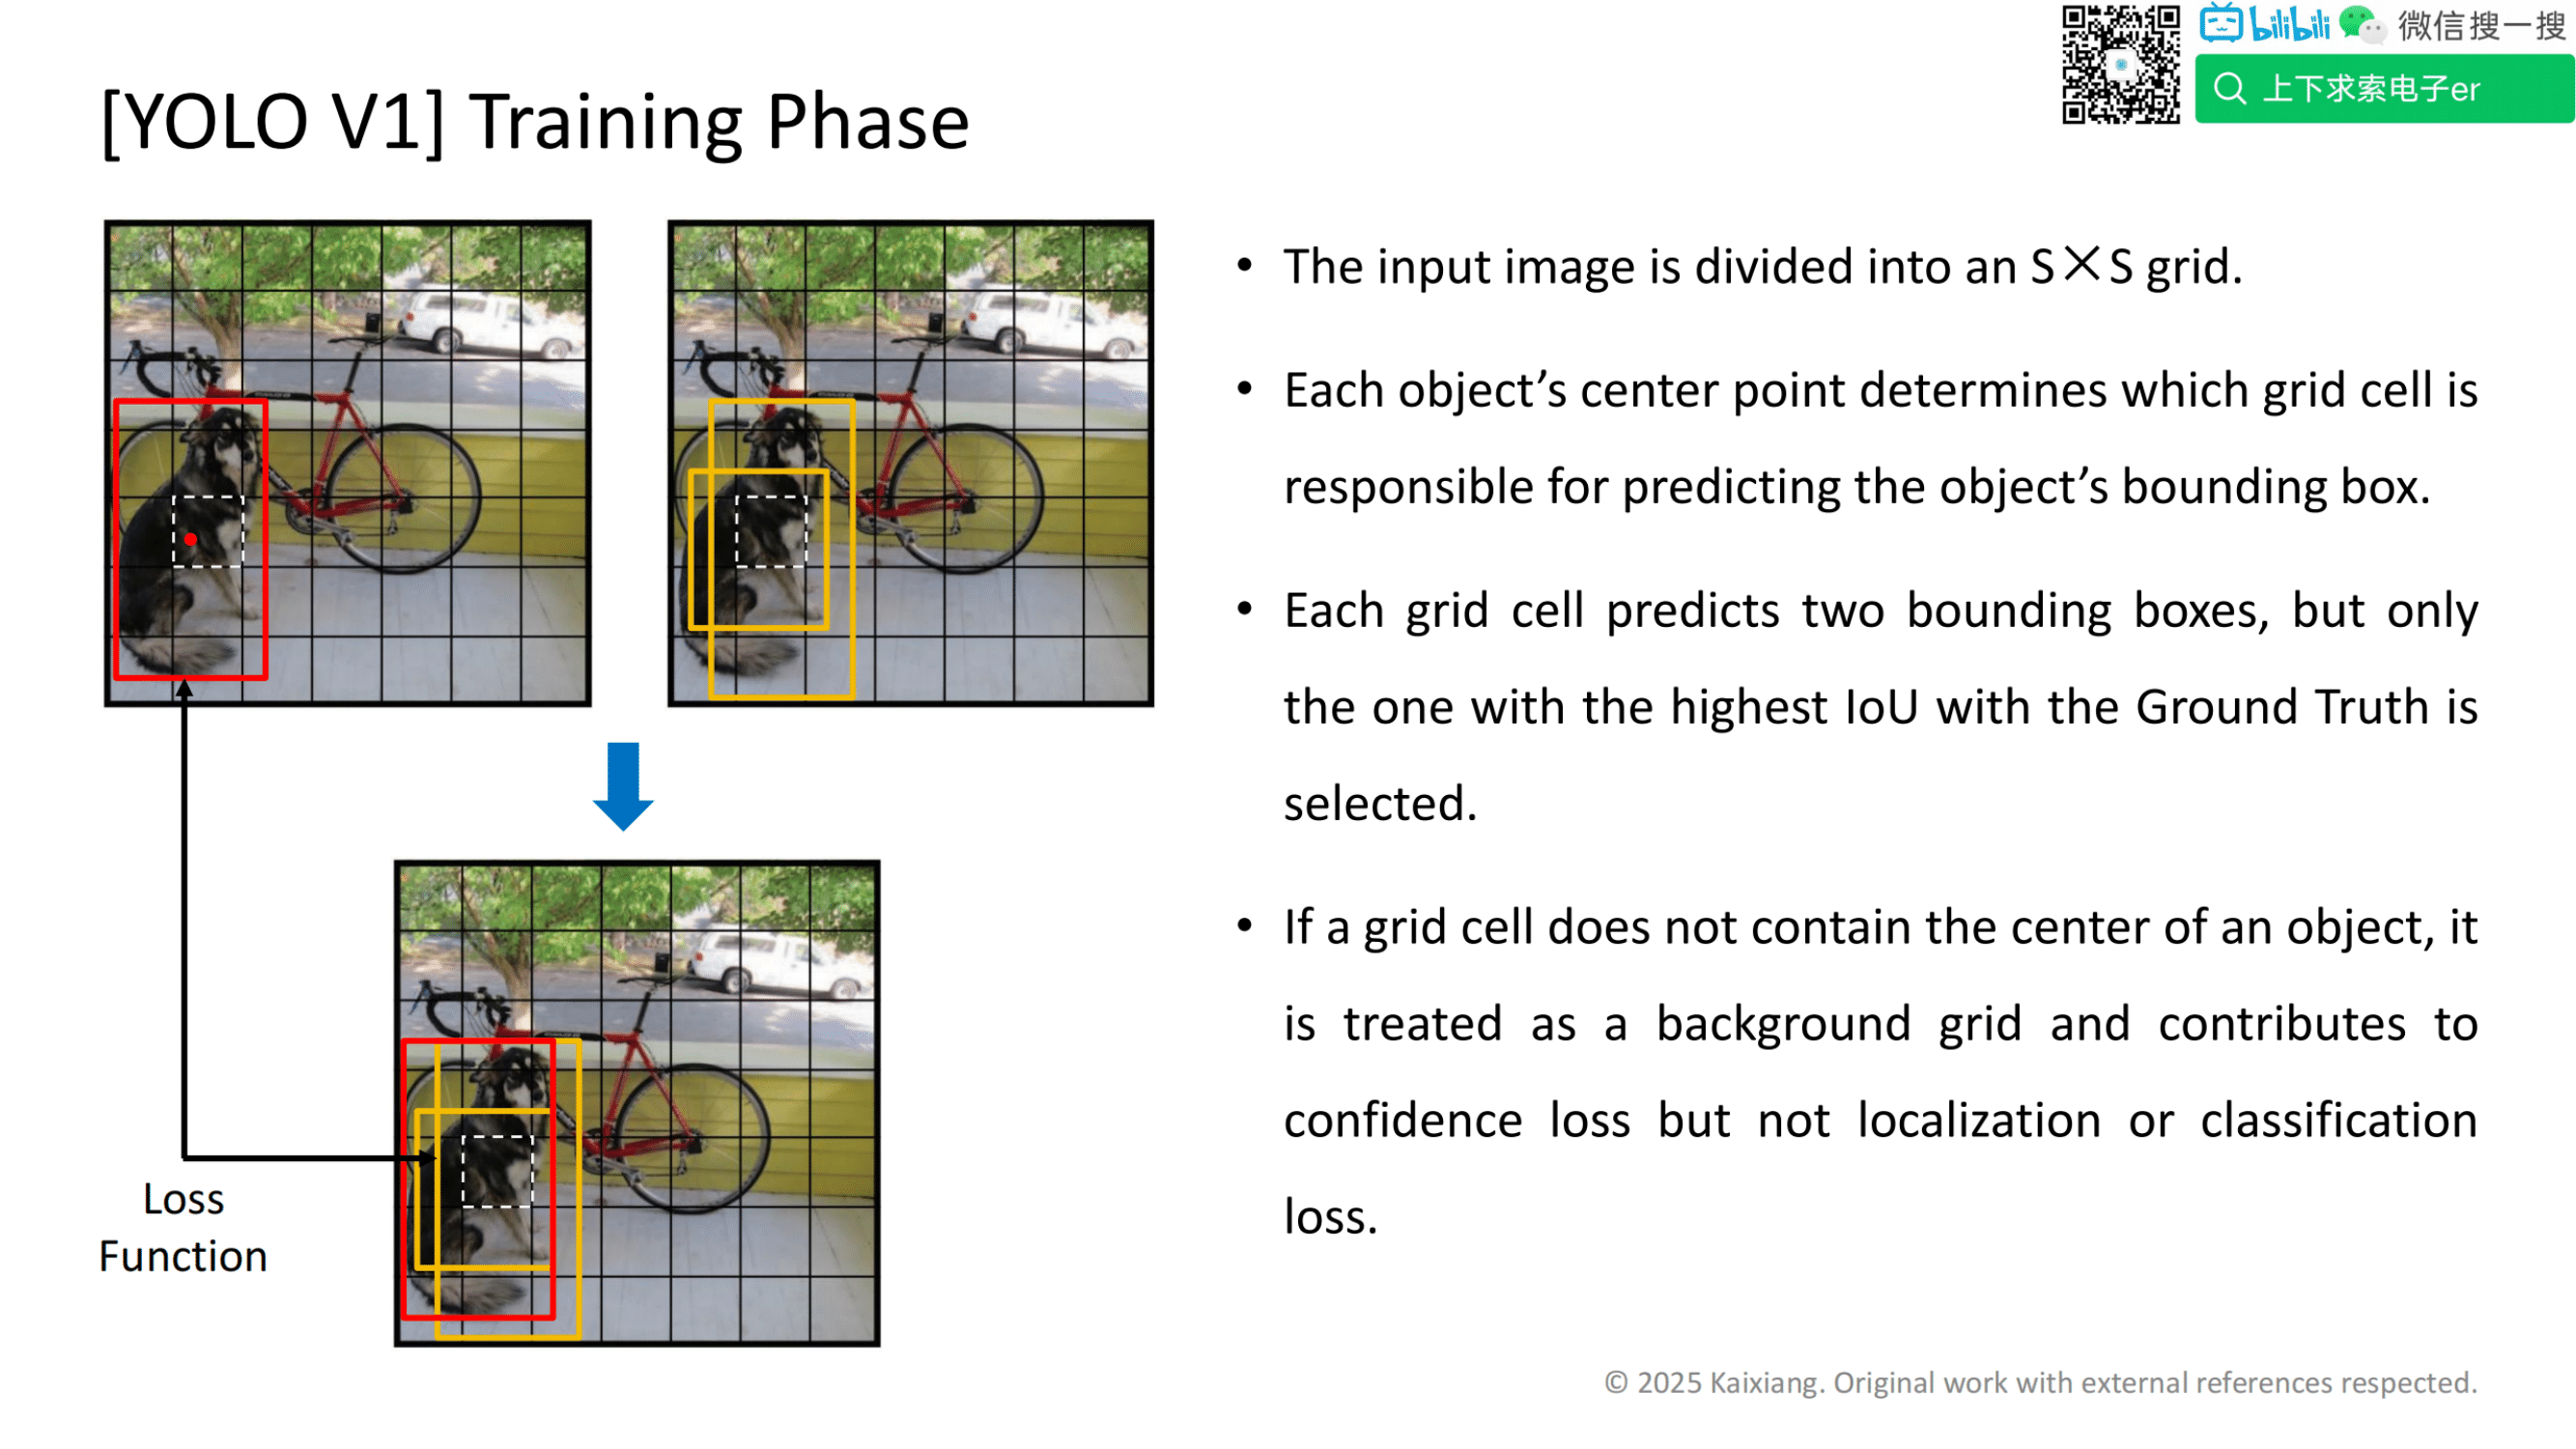 bilibili 微信搜一搜
上下求索电子er
[YOLO V1] Training Phase
• The input image is divided into an S×S grid.
• Each object’s center point determines which grid cell is
responsible for predicting the object’s bounding box.
• Each grid cell predicts two bounding boxes, but only
the one with the highest IoU with the Ground Truth is
selected.
• If a grid cell does not contain the center of an object, it
is treated as a background grid and contributes to
confidence loss but not localization or classification
loss.
Loss
Function
© 2025 Kaixiang. Original work with external references respected.